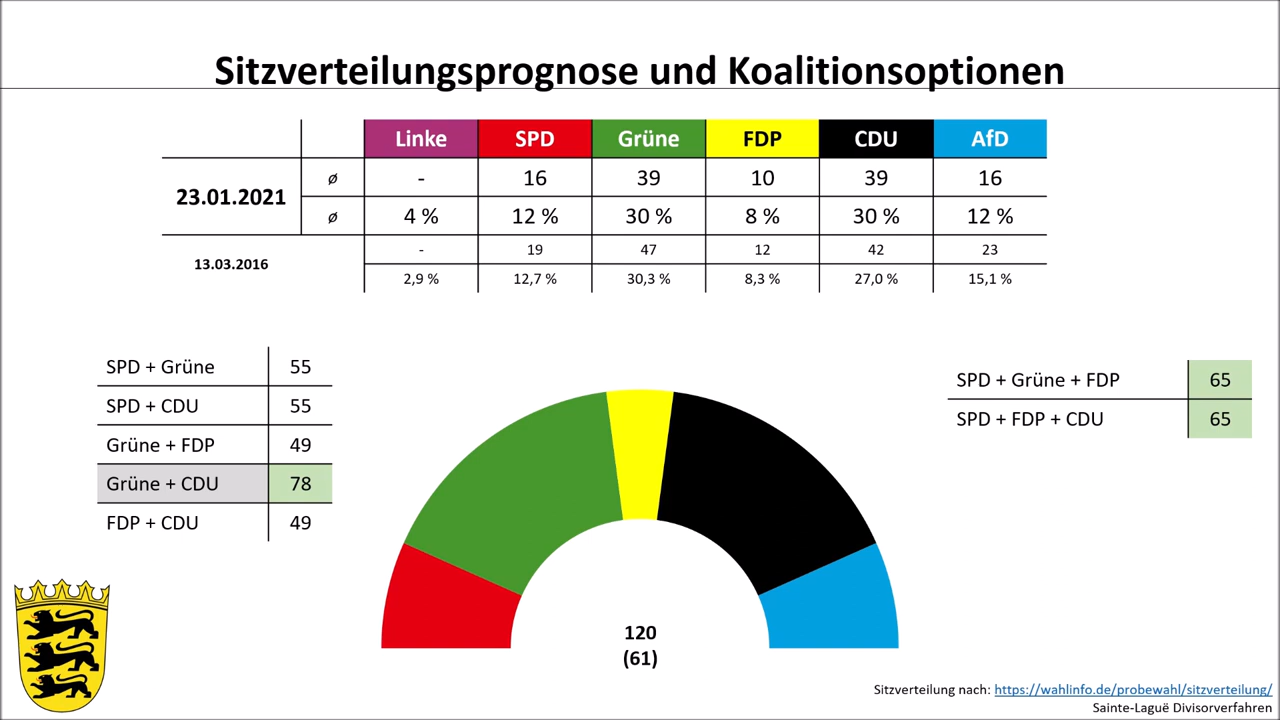 Sitzverteilungsprognose und Koalitionsoptionen
Linke SPD Grüne FDP CDU AfD
23.01.2021
ø - 16 39 10 39 16
ø 4 % 12 % 30 % 8 % 30 % 12 %
13.03.2016
- 19 47 12 42 23
2,9 % 12,7 % 30,3 % 8,3 % 27,0 % 15,1 %
SPD + Grüne 55
SPD + CDU 55
Grüne + FDP 49
Grüne + CDU 78
FDP + CDU 49
SPD + Grüne + FDP 65
SPD + FDP + CDU 65
120
(61)
Sitzverteilung nach: https://wahlinfo.de/probewahl/sitzverteilung/
Sainte-Laguë Divisorverfahren